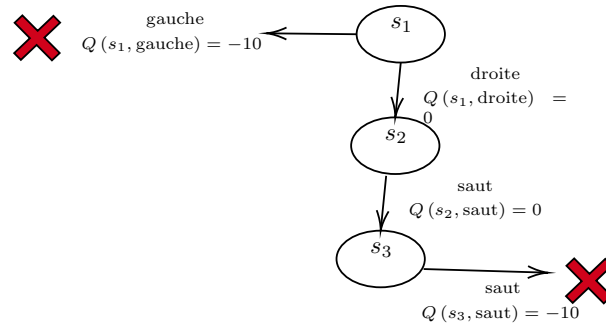 s₁
gauche
Q (s₁, gauche) = −10
droite
Q (s₁, droite) =
0
s₂
saut
Q (s₂, saut) = 0
s₃
saut
Q (s₃, saut) = −10